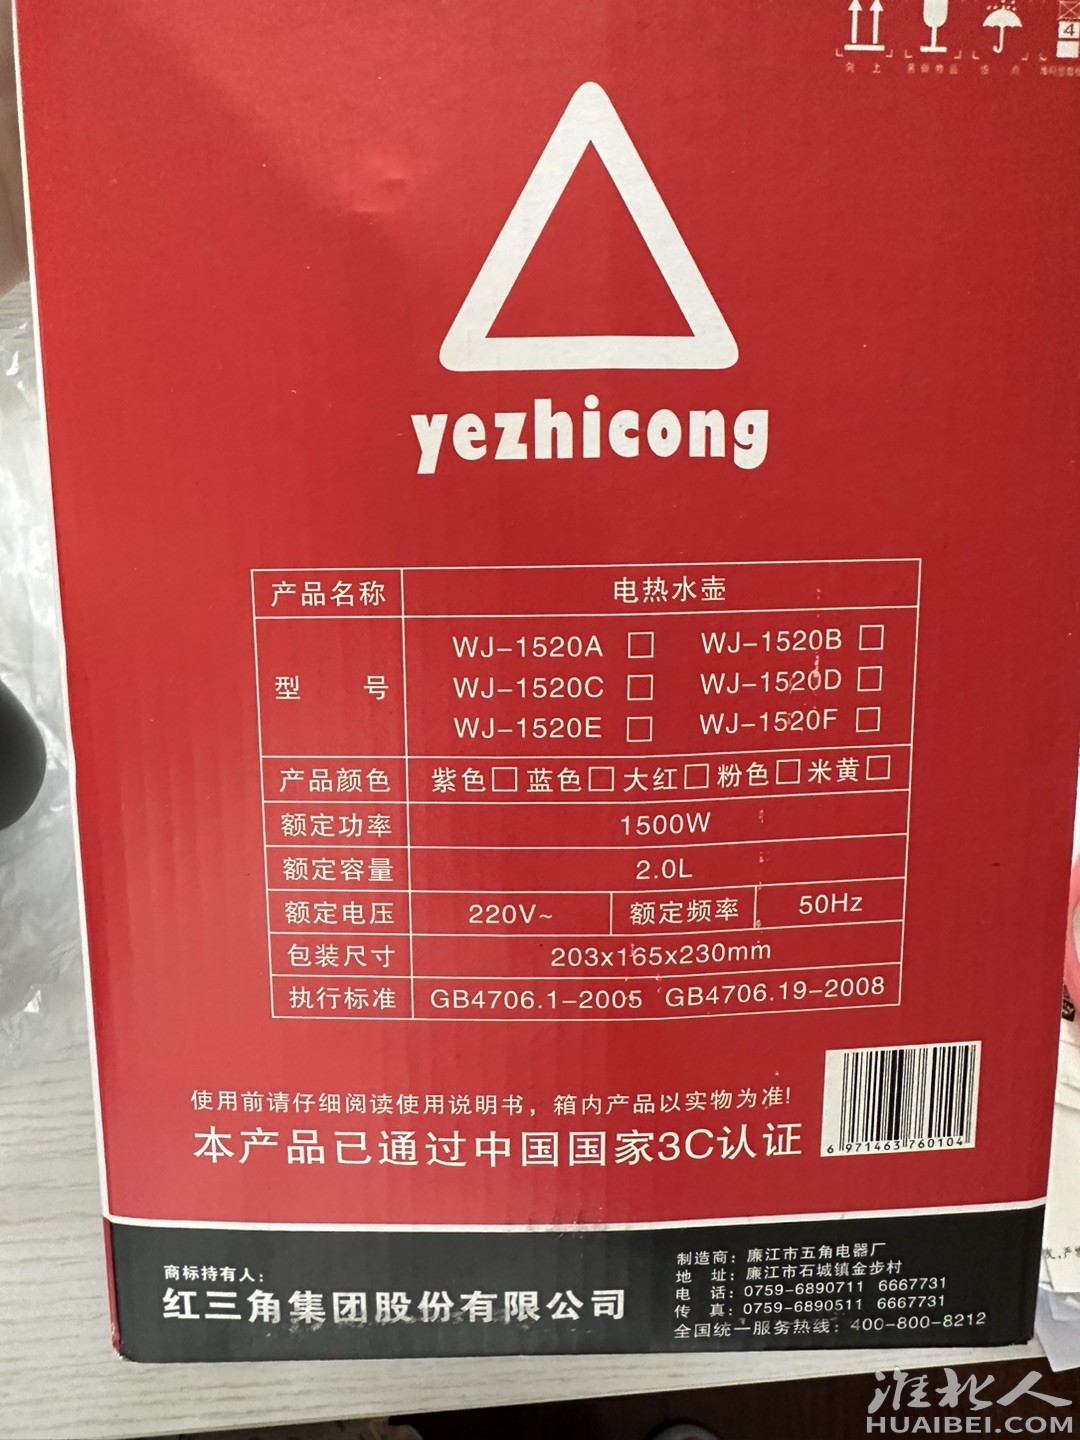 4
向 上
yezhicong
产品名称 电热水壶
型 号 WJ-1520A □ WJ-1520B □
WJ-1520C □ WJ-1520D □
WJ-1520E □ WJ-1520F □
产品颜色 紫色□ 蓝色□ 大红□ 粉色□ 米黄□
额定功率 1500W
额定容量 2.0L
额定电压 220V~ 额定频率 50Hz
包装尺寸 203x165x230mm
执行标准 GB4706.1-2005 GB4706.19-2008
使用前请仔细阅读使用说明书，箱内产品以实物为准!
本产品已通过中国国家3C认证
6 971463 760104
商标持有人：
红三角集团股份有限公司
制造商：廉江市五角电器厂
地 址：廉江市石城镇金步村
电 话：0759-6890711 6667731
传 真：0759-6890511 6667731
全国统一服务热线：400-800-8212
淮北人
HUAIBEI.COM